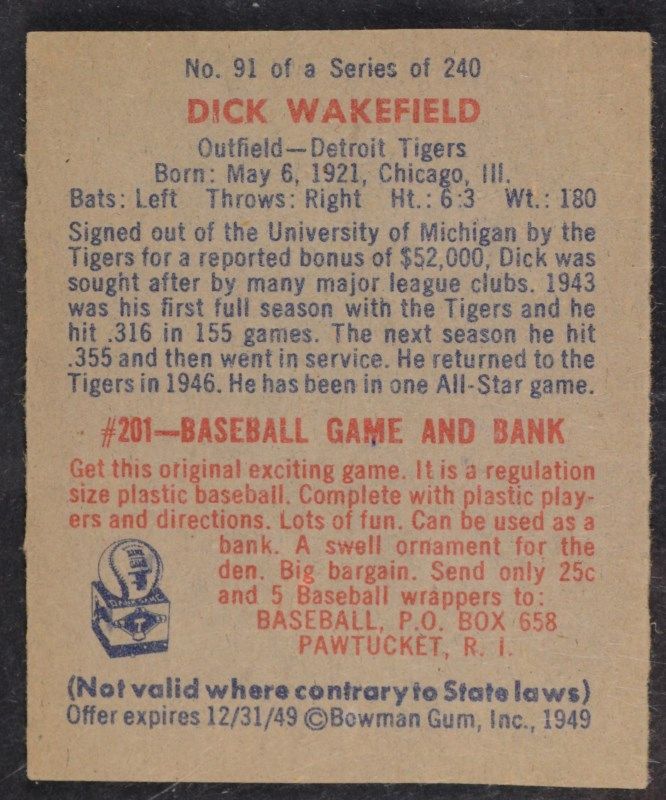 No. 91 of a Series of 240
DICK WAKEFIELD
Outfield—Detroit Tigers
Born: May 6, 1921, Chicago, Ill.
Bats: Left Throws: Right Ht.: 6:3 Wt.: 180
Signed out of the University of Michigan by the
Tigers for a reported bonus of $52,000, Dick was
sought after by many major league clubs. 1943
was his first full season with the Tigers and he
hit .316 in 155 games. The next season he hit
.355 and then went in service. He returned to the
Tigers in 1946. He has been in one All-Star game.
#201—BASEBALL GAME AND BANK
Get this original exciting game. It is a regulation
size plastic baseball. Complete with plastic play-
ers and directions. Lots of fun. Can be used as a
bank. A swell ornament for the
den. Big bargain. Send only 25c
and 5 Baseball wrappers to:
BASEBALL, P.O. BOX 658
PAWTUCKET, R. I.
BANK GAME
(Not valid where contrary to State laws)
Offer expires 12/31/49 ©Bowman Gum, Inc., 1949